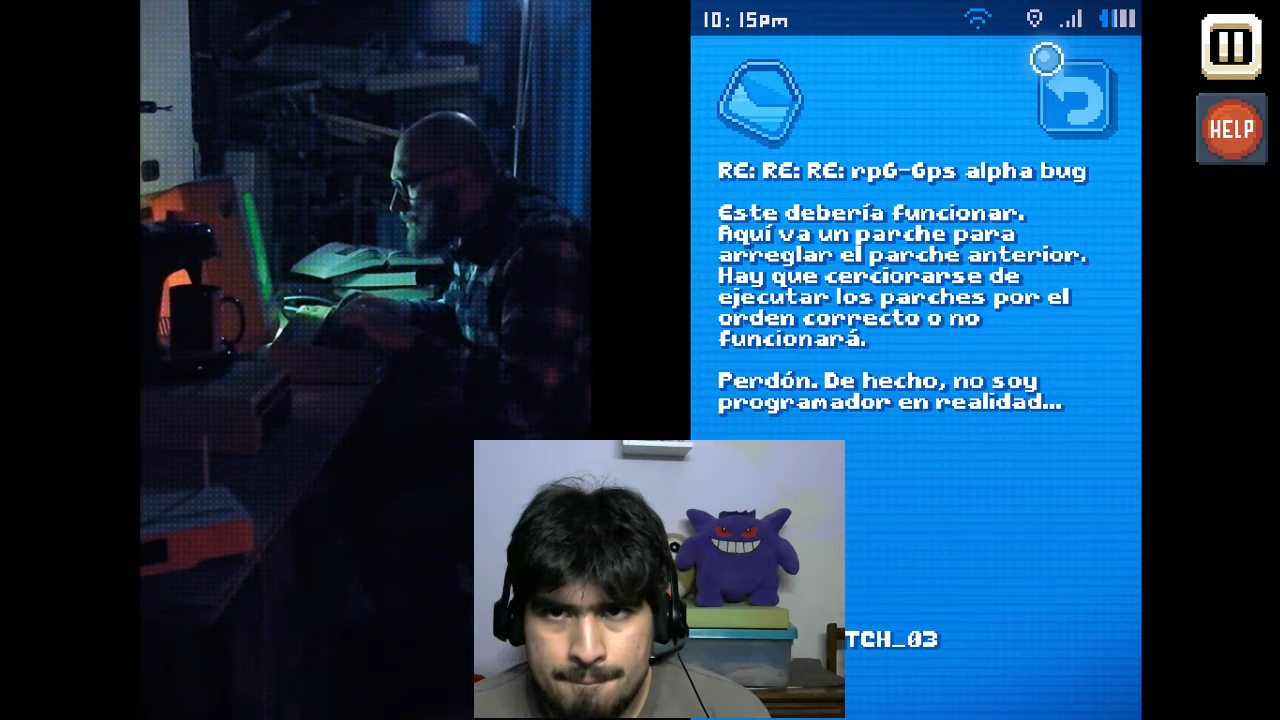 10:15pm
HELP
RE: RE: RE: rpG-Gps alpha bug
Este debería funcionar.
Aquí va un parche para
arreglar el parche anterior.
Hay que cerciorarse de
ejecutar los parches por el
orden correcto o no
funcionará.
Perdón. De hecho, no soy
programador en realidad...
TCH_03